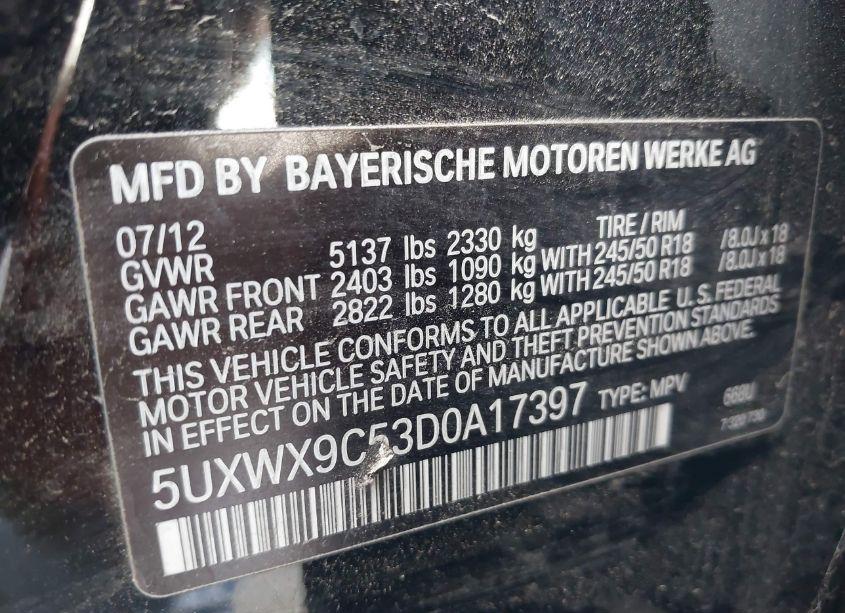 MFD BY BAYERISCHE MOTOREN WERKE AG
07/12 TIRE / RIM
GVWR 5137 lbs 2330 kg
GAWR FRONT 2403 lbs 1090 kg WITH 245/50 R18 /8.0J x 18
GAWR REAR 2822 lbs 1280 kg WITH 245/50 R18 /8.0J x 18
THIS VEHICLE CONFORMS TO ALL APPLICABLE U.S. FEDERAL
MOTOR VEHICLE SAFETY AND THEFT PREVENTION STANDARDS
IN EFFECT ON THE DATE OF MANUFACTURE SHOWN ABOVE.
5UXWX9C53D0A17397 TYPE: MPV 668U